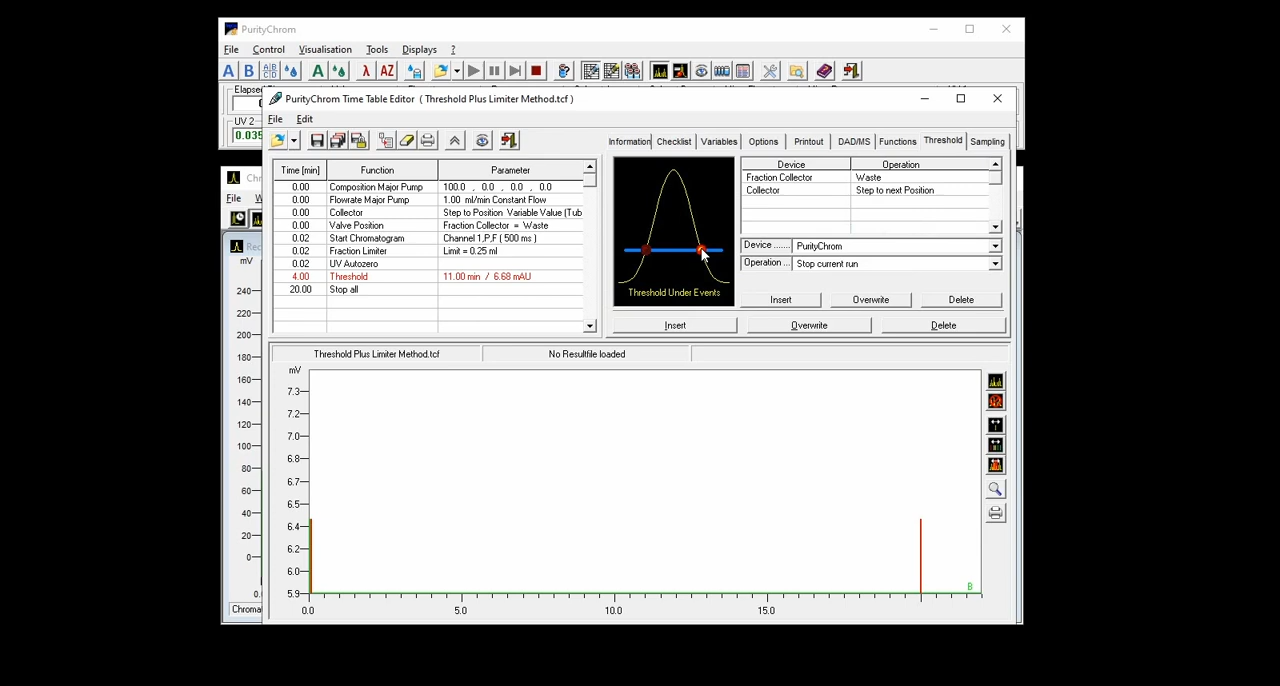 PurityChrom
File Control Visualisation Tools Displays ?
A B A AZ
Elapsed
UV 2
0.035
PurityChrom Time Table Editor ( Threshold Plus Limiter Method.tcf )
File Edit
Information Checklist Variables Options Printout DAD/MS Functions Threshold Sampling
Time [min] Function Parameter
0.00 Composition Major Pump 100.0 , 0.0 , 0.0 , 0.0
0.00 Flowrate Major Pump 1.00 ml/min Constant Flow
0.00 Collector Step to Position Variable Value (Tub
0.00 Valve Position Fraction Collector = Waste
0.02 Start Chromatogram Channel 1,P,F ( 500 ms )
0.02 Fraction Limiter Limit = 0.25 ml
0.02 UV Autozero
4.00 Threshold 11.00 min / 6.68 mAU
20.00 Stop all
Threshold Under Events
Device Operation
Fraction Collector Waste
Collector Step to next Position
Device ...... PurityChrom
Operation ... Stop current run
Insert Overwrite Delete
Insert Overwrite Delete
Threshold Plus Limiter Method.tcf No Resultfile loaded
mV
7.3
7.2
7.0
6.8
6.7
6.5
6.4
6.2
6.0
5.9
0.0 5.0 10.0 15.0
B
Chr
File W
Rec
mV
240
220
200
180
160
140
120
100
80
60
40
20
0
0.
Chroma